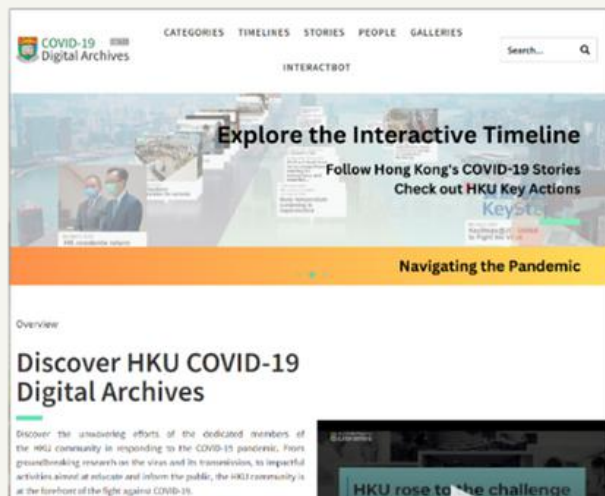 COVID-19
Digital Archives
CATEGORIES TIMELINES STORIES PEOPLE GALLERIES
INTERACTBOT
Search...
Explore the Interactive Timeline
Follow Hong Kong's COVID-19 Stories
Check out HKU Key Actions
Navigating the Pandemic
Overview
Discover HKU COVID-19
Digital Archives
Discover the unwavering efforts of the dedicated members of
the HKU community in responding to the COVID-19 pandemic. From
groundbreaking research on the virus and its transmission, to impactful
activities aimed at educate and inform the public, the HKU community is
at the forefront of the fight against COVID-19.
HKU rose to the challenge